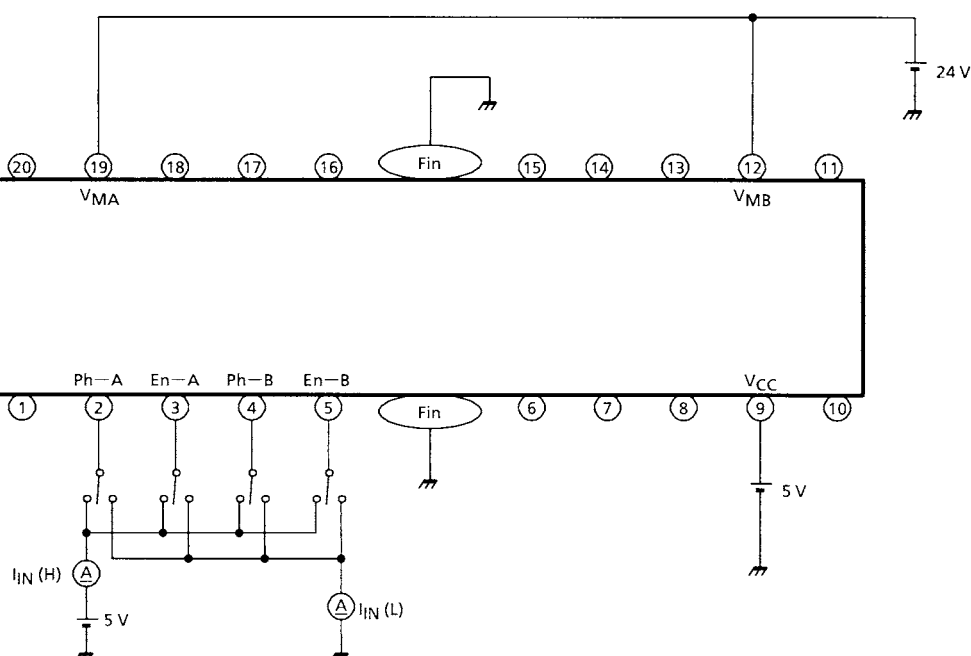 24 V
20 19 18 17 16 Fin 15 14 13 12 11
VMA VMB
Ph—A En—A Ph—B En—B VCC
1 2 3 4 5 Fin 6 7 8 9 10
5 V
IIN (H) A
A IIN (L)
5 V